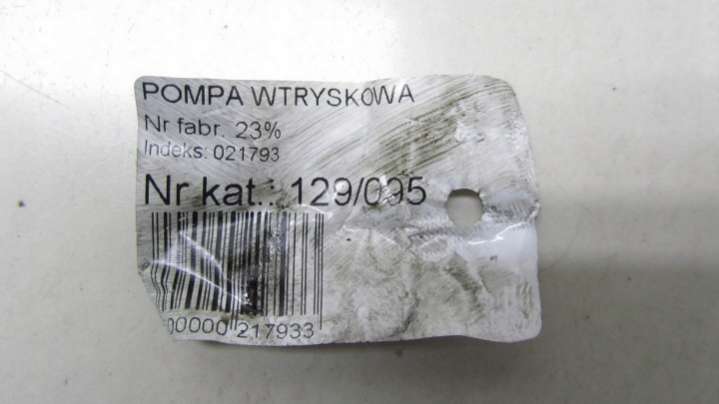 POMPA WTRYSKOWA
Nr fabr. 23%
Indeks: 021793
Nr kat.: 129/095
00000 217933